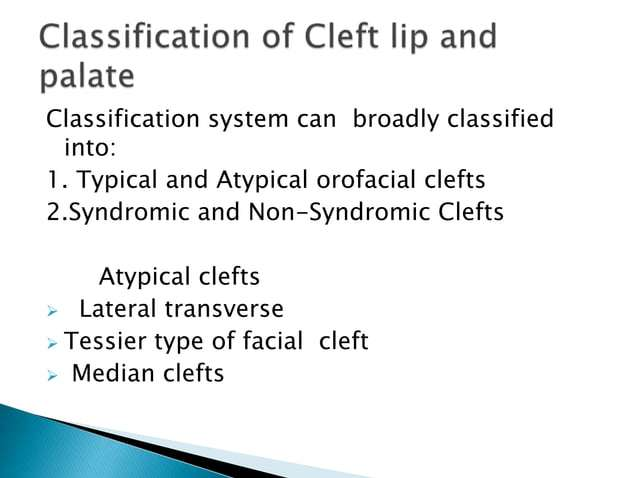 Classification of Cleft lip and
palate
Classification system can  broadly classified
into:
1. Typical and Atypical orofacial clefts
2.Syndromic and Non-Syndromic Clefts
Atypical clefts
Lateral transverse
Tessier type of facial  cleft
Median clefts